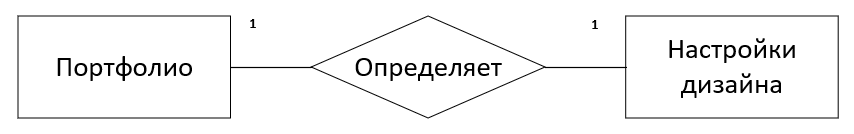 1
1
Портфолио
Определяет
Настройки
дизайна